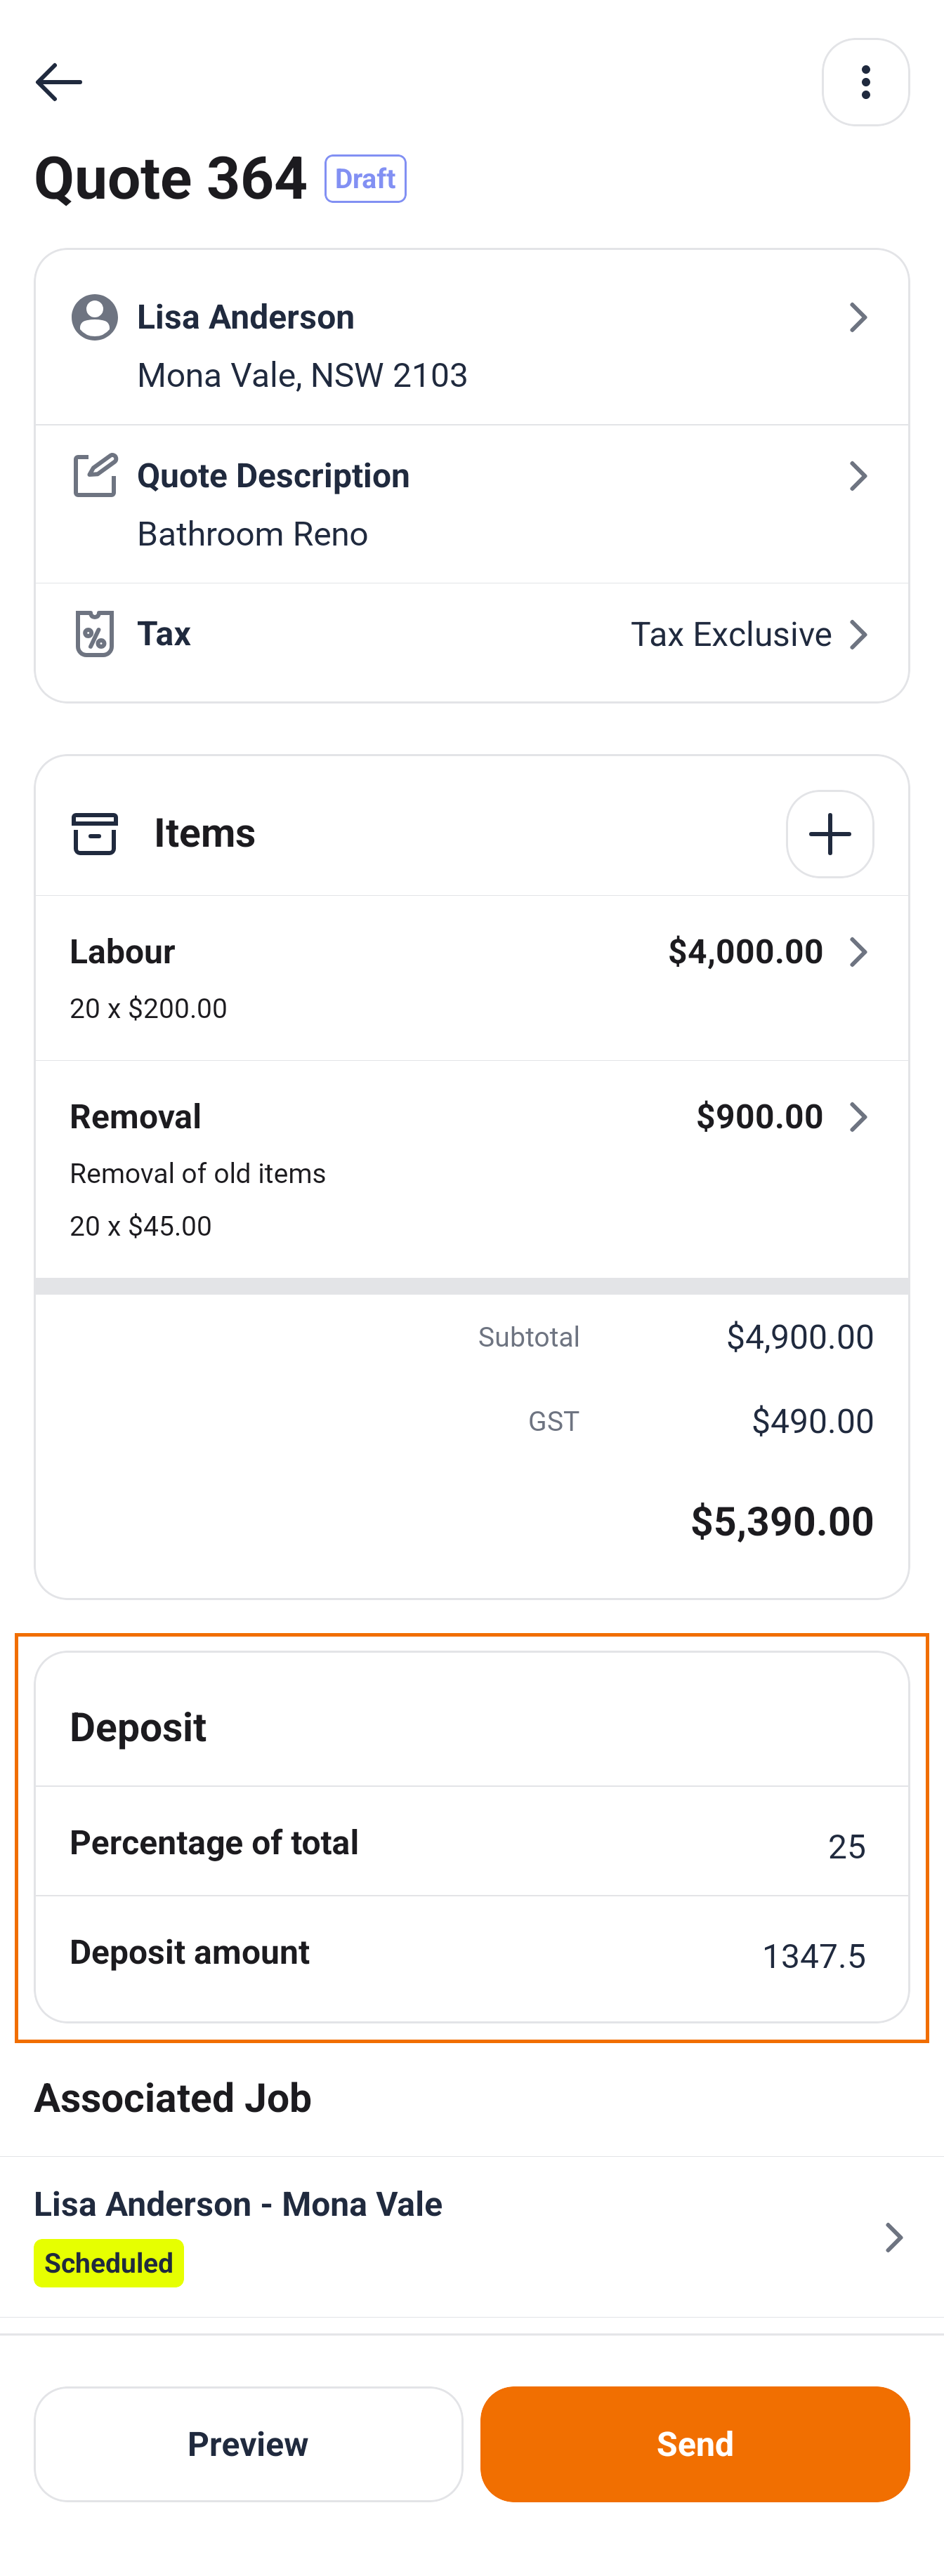 Quote 364 Draft
Lisa Anderson
Mona Vale, NSW 2103
Quote Description
Bathroom Reno
% Tax Tax Exclusive
Items
Labour $4,000.00
20 x $200.00
Removal $900.00
Removal of old items
20 x $45.00
Subtotal $4,900.00
GST $490.00
$5,390.00
Deposit
Percentage of total 25
Deposit amount 1347.5
Associated Job
Lisa Anderson - Mona Vale
Scheduled
Preview Send